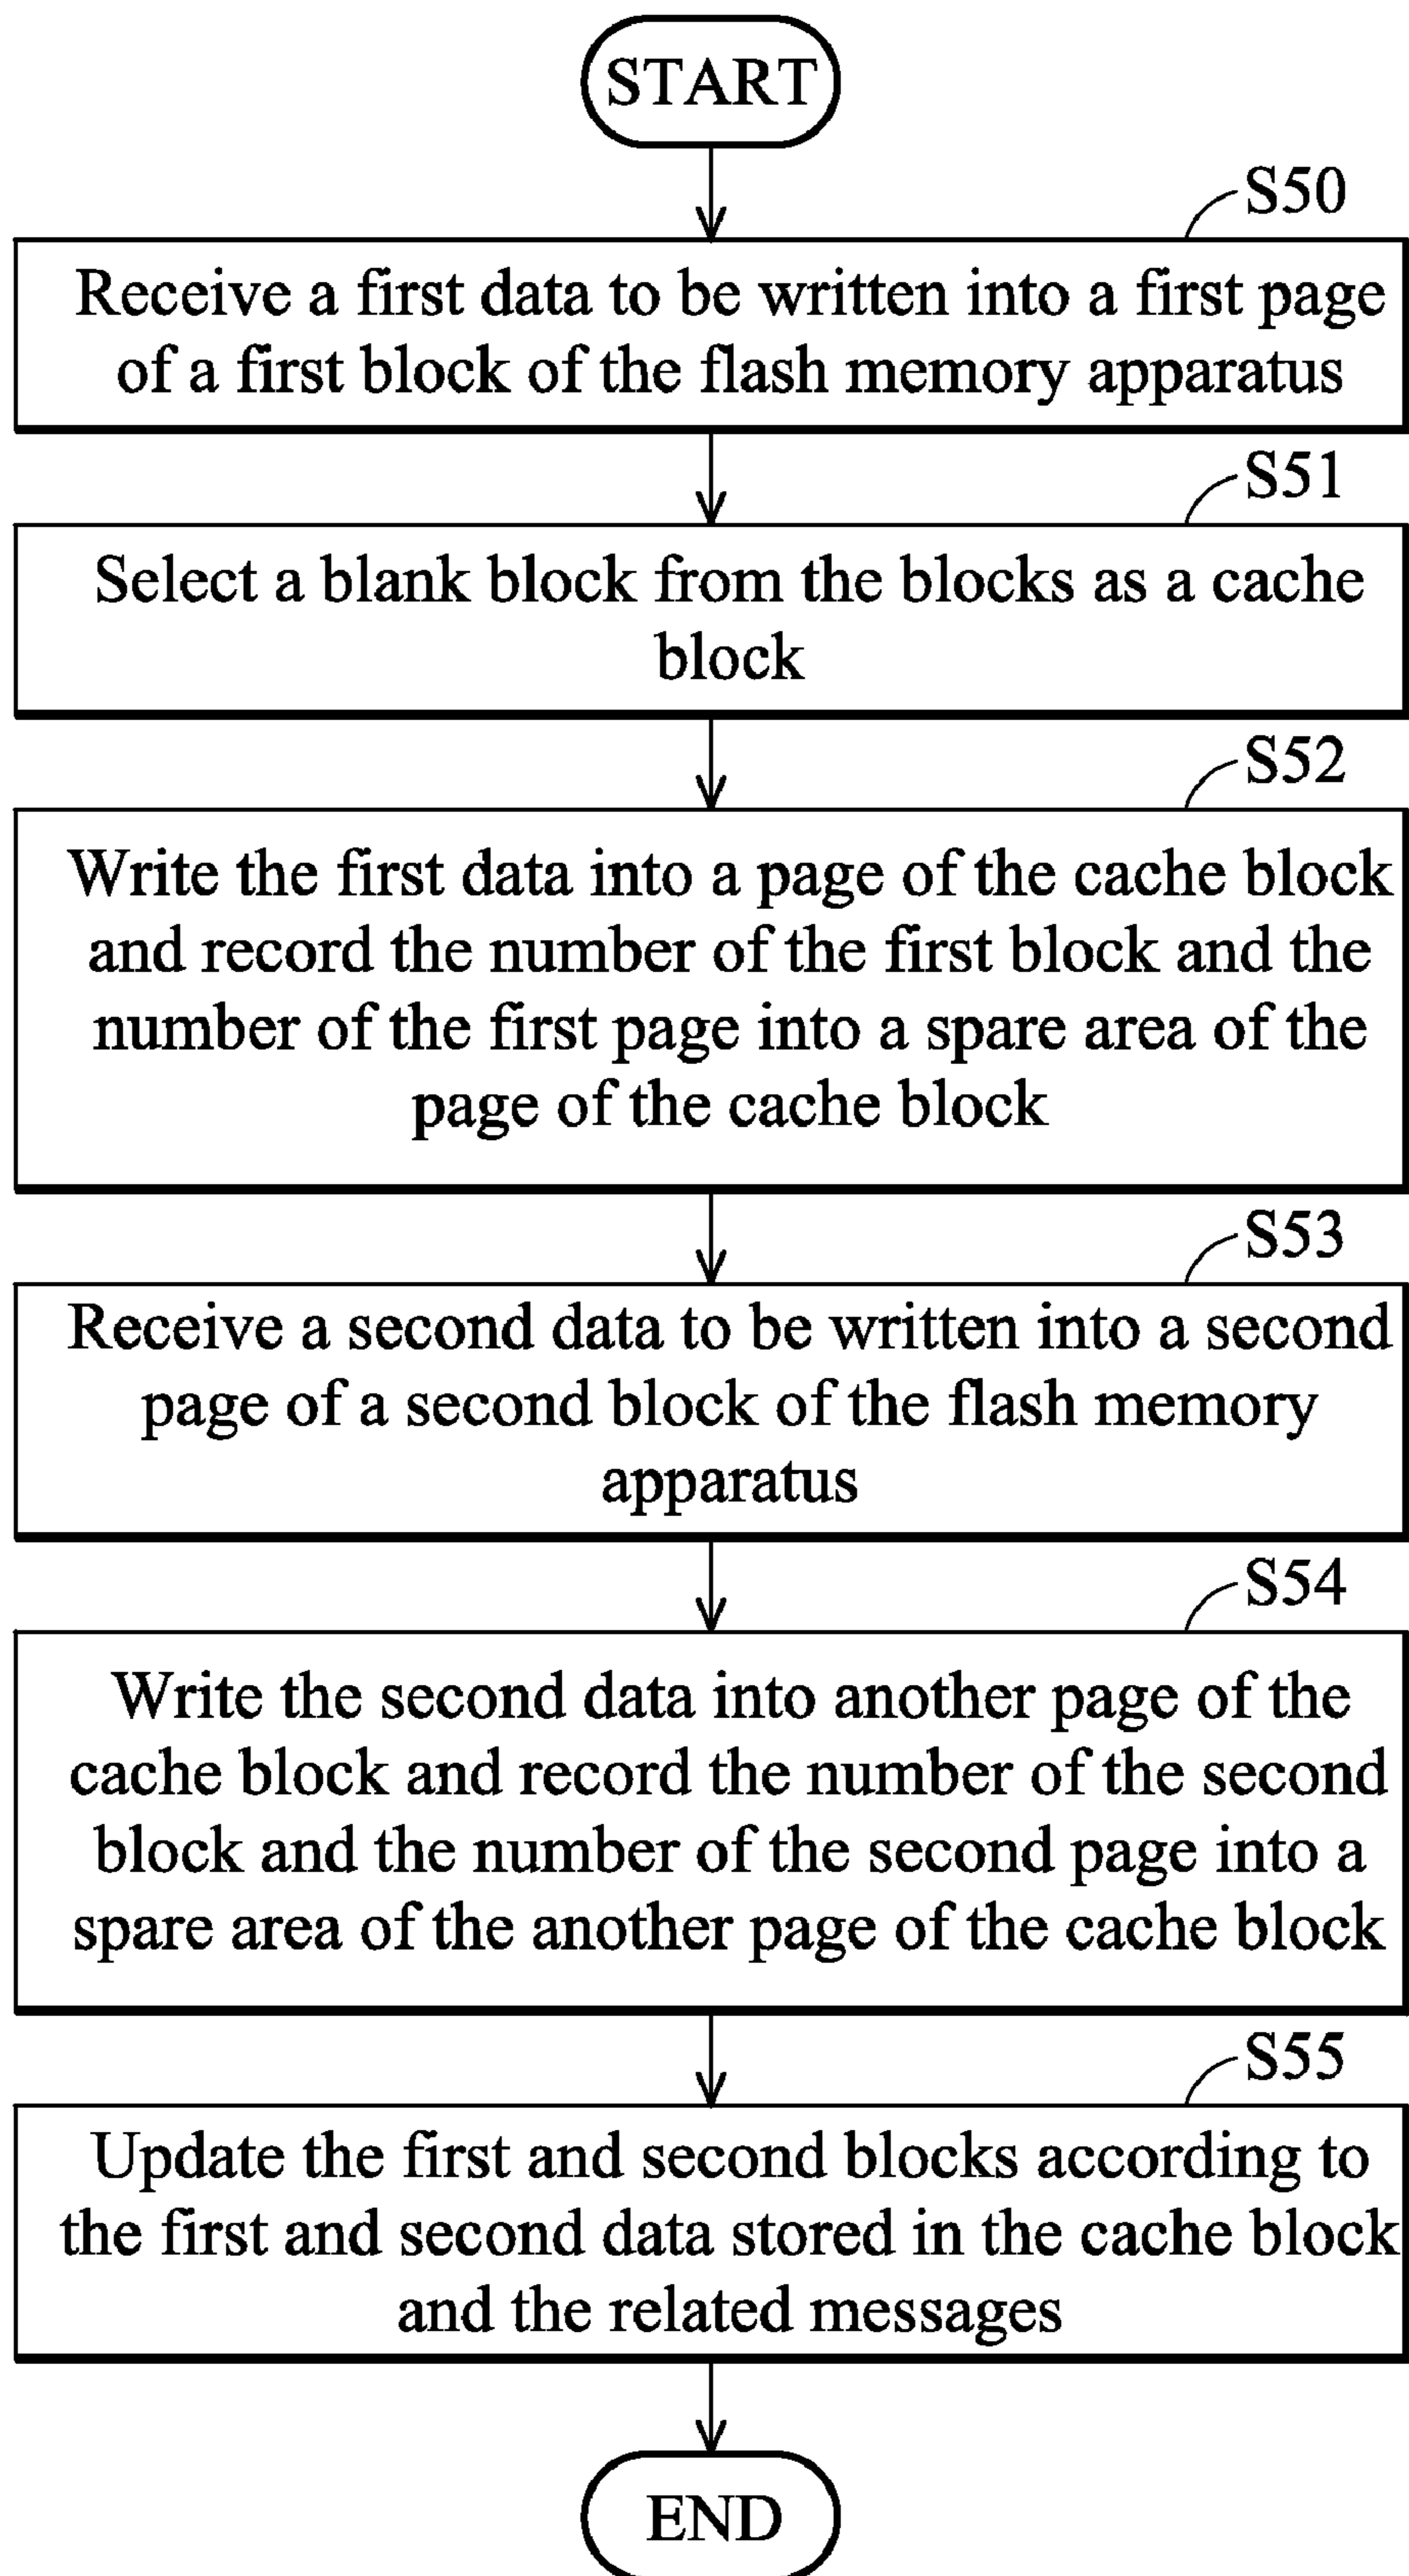 START
S50
Receive a first data to be written into a first page
of a first block of the flash memory apparatus
S51
Select a blank block from the blocks as a cache
block
S52
Write the first data into a page of the cache block
and record the number of the first block and the
number of the first page into a spare area of the
page of the cache block
S53
Receive a second data to be written into a second
page of a second block of the flash memory
apparatus
S54
Write the second data into another page of the
cache block and record the number of the second
block and the number of the second page into a
spare area of the another page of the cache block
S55
Update the first and second blocks according to
the first and second data stored in the cache block
and the related messages
END